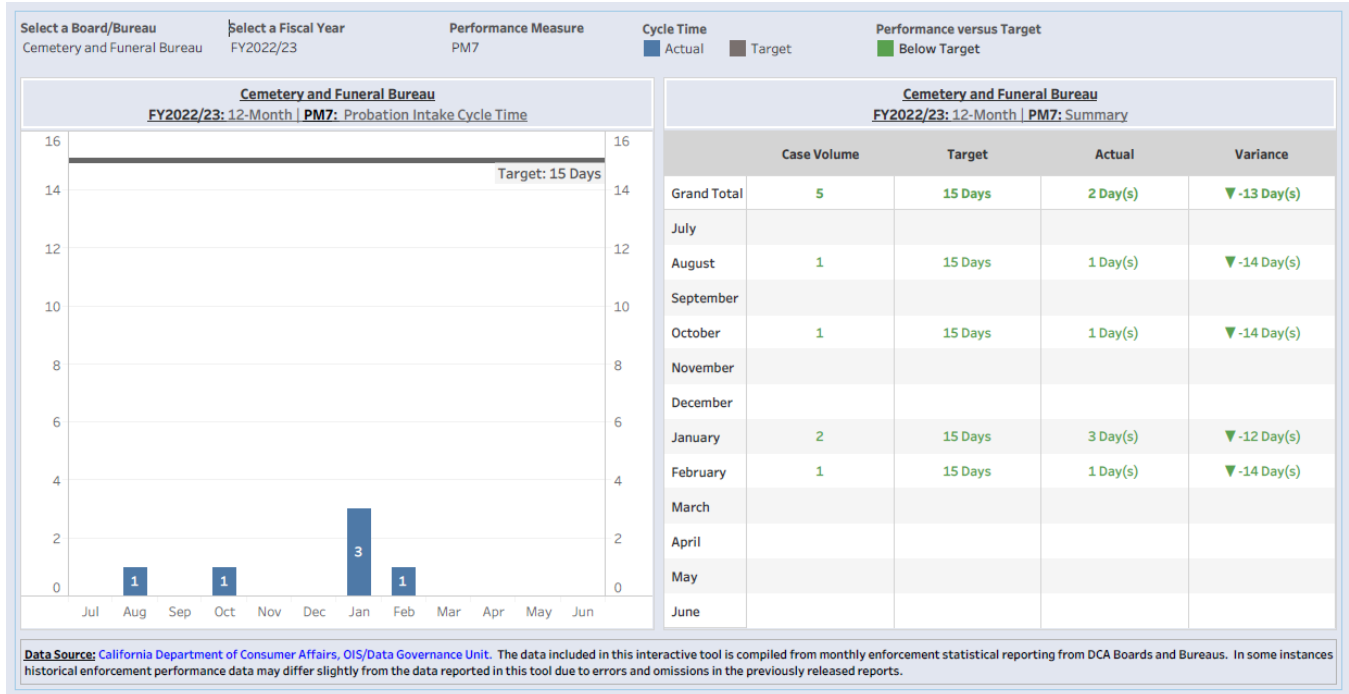 Select a Board/Bureau Select a Fiscal Year Performance Measure Cycle Time Performance versus Target
Cemetery and Funeral Bureau FY2022/23 PM7 Actual Target Below Target
Cemetery and Funeral Bureau
FY2022/23: 12-Month | PM7: Probation Intake Cycle Time
16 16
Target: 15 Days
14 14
12 12
10 10
8 8
6 6
4 4
2 2
3
1 1 1
0 0
Jul Aug Sep Oct Nov Dec Jan Feb Mar Apr May Jun
Cemetery and Funeral Bureau
FY2022/23: 12-Month | PM7: Summary
Case Volume Target Actual Variance
Grand Total 5 15 Days 2 Day(s) ▼ -13 Day(s)
July
August 1 15 Days 1 Day(s) ▼ -14 Day(s)
September
October 1 15 Days 1 Day(s) ▼ -14 Day(s)
November
December
January 2 15 Days 3 Day(s) ▼ -12 Day(s)
February 1 15 Days 1 Day(s) ▼ -14 Day(s)
March
April
May
June
Data Source: California Department of Consumer Affairs, OIS/Data Governance Unit. The data included in this interactive tool is compiled from monthly enforcement statistical reporting from DCA Boards and Bureaus. In some instances
historical enforcement performance data may differ slightly from the data reported in this tool due to errors and omissions in the previously released reports.